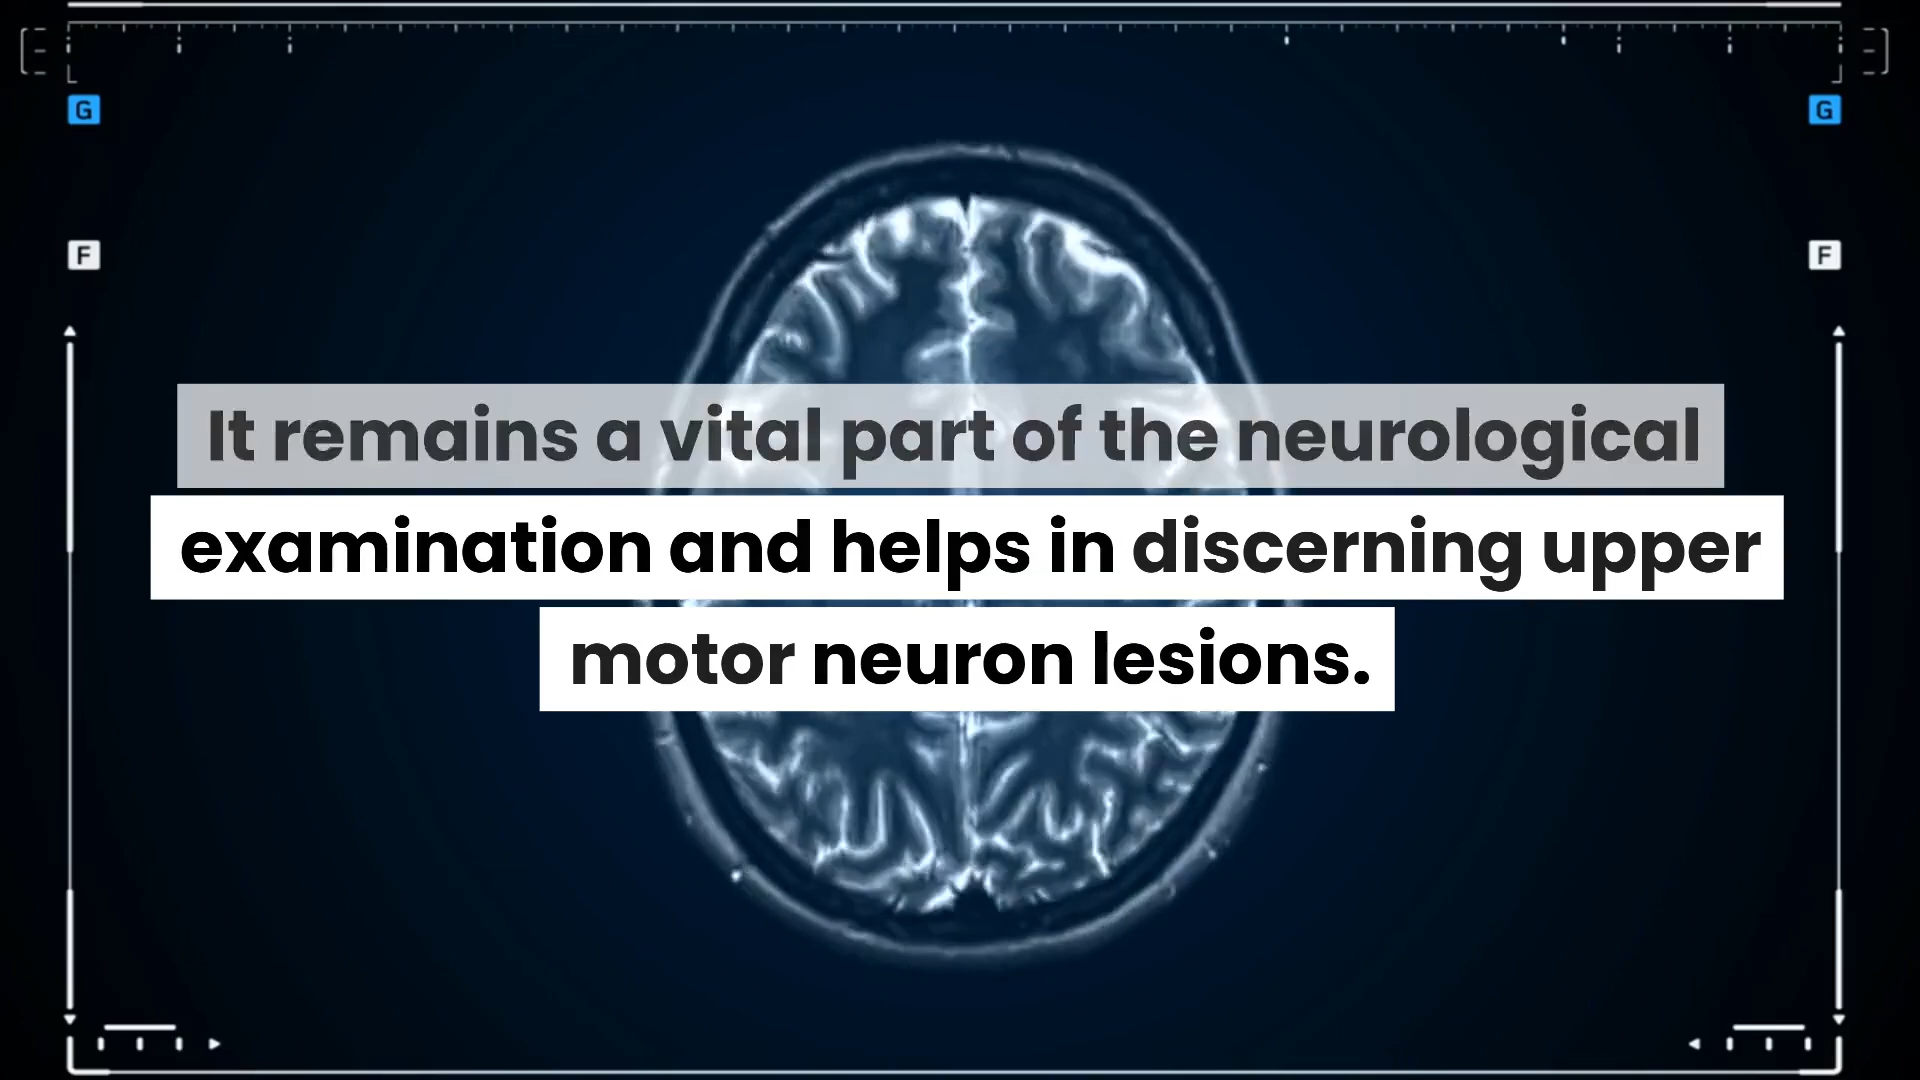 G G
F F
It remains a vital part of the neurological
examination and helps in discerning upper
motor neuron lesions.